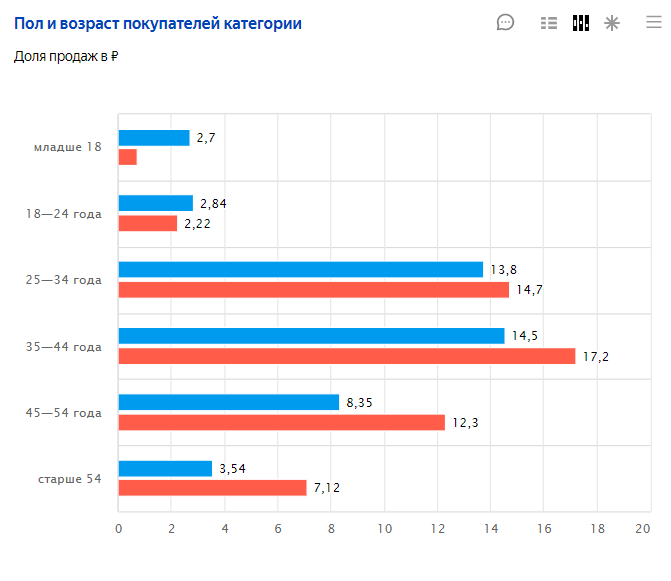 Пол и возраст покупателей категории
Доля продаж в ₽
младше 18
2,7
18—24 года
2,84
2,22
25—34 года
13,8
14,7
35—44 года
14,5
17,2
45—54 года
8,35
12,3
старше 54
3,54
7,12
0 2 4 6 8 10 12 14 16 18 20